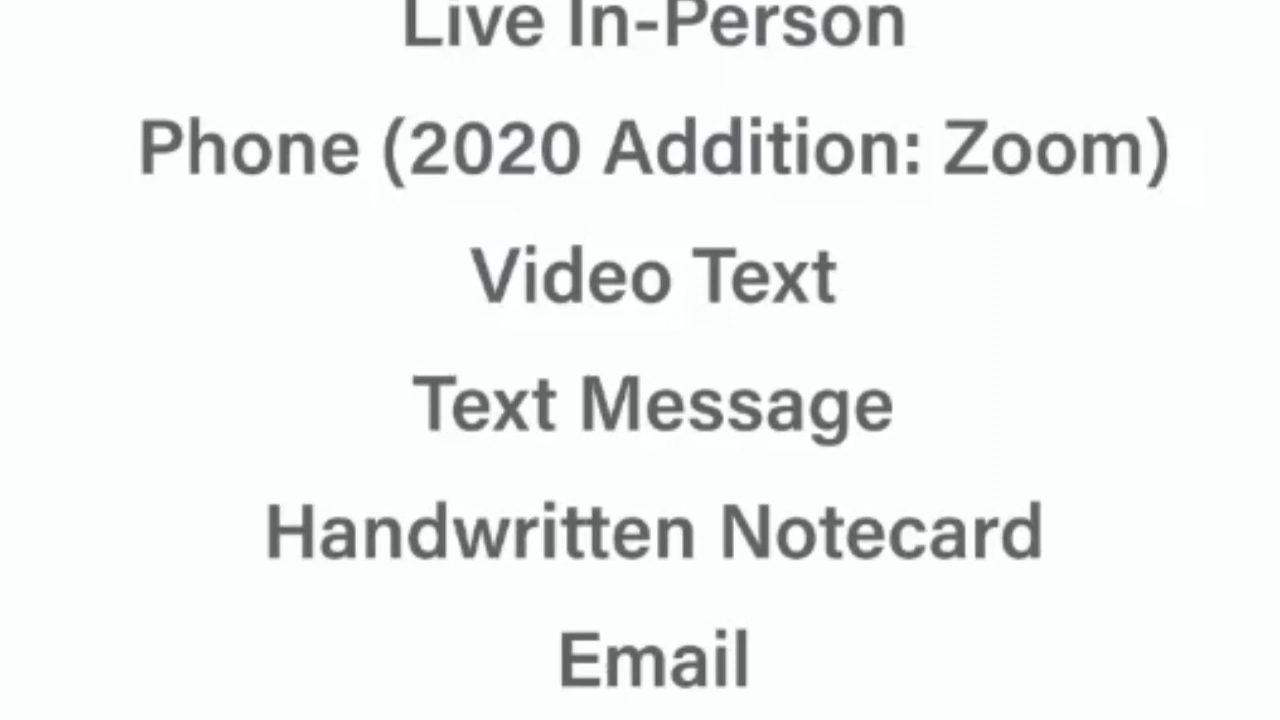 Live In-Person
Phone (2020 Addition: Zoom)
Video Text
Text Message
Handwritten Notecard
Email